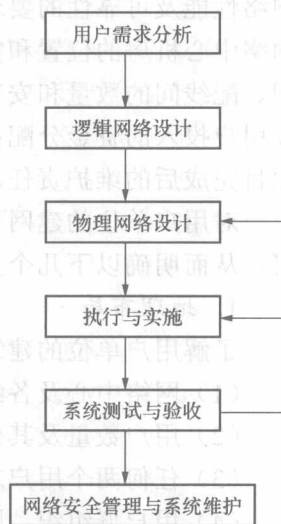 用户需求分析
逻辑网络设计
物理网络设计
执行与实施
系统测试与验收
网络安全管理与系统维护